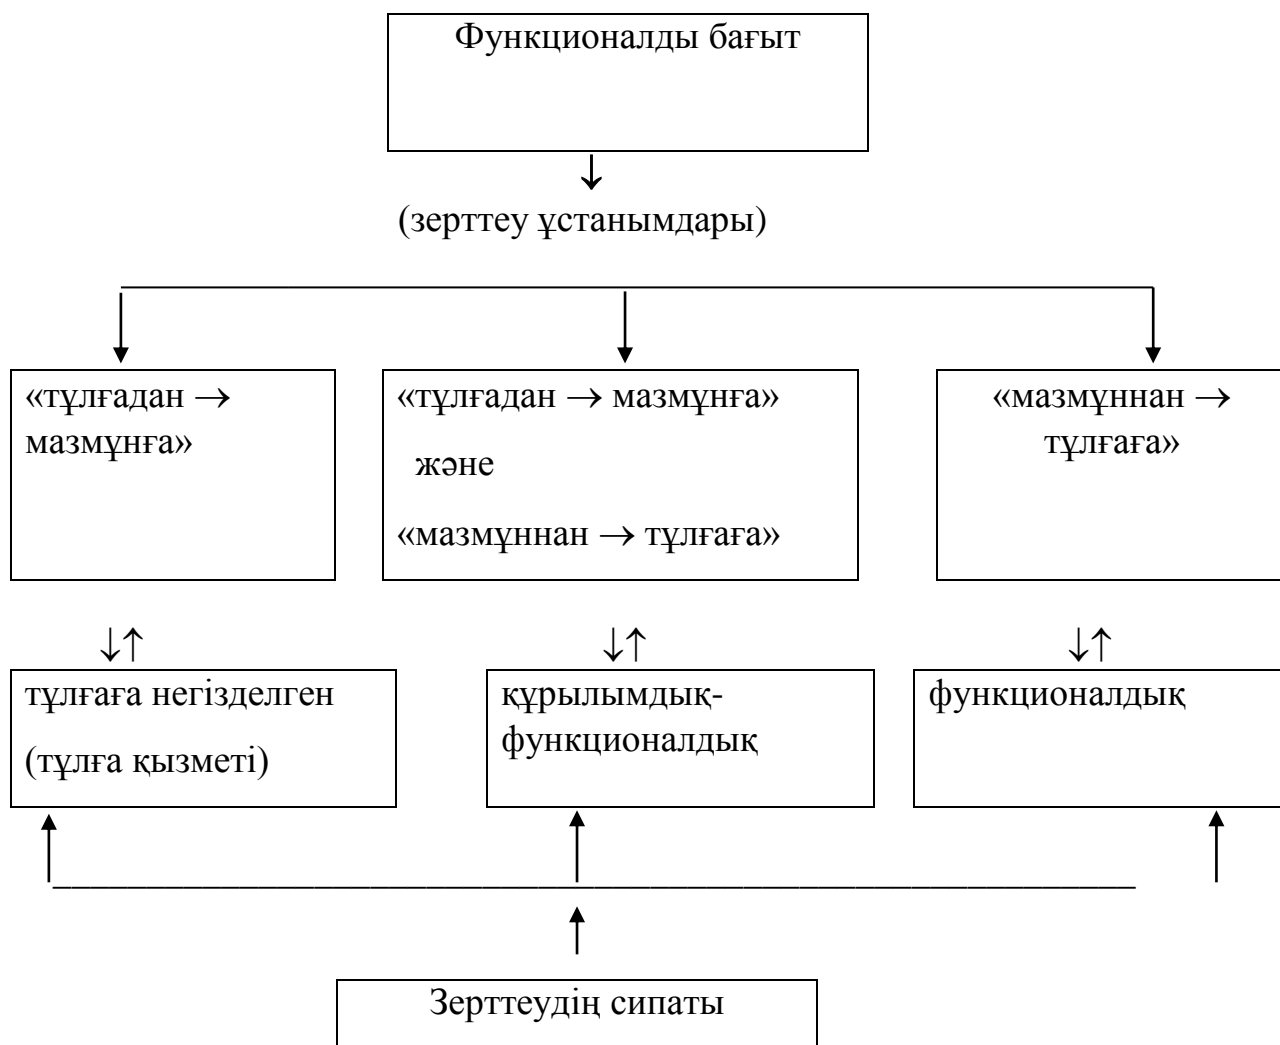 Функционалды бағыт
(зерттеу ұстанымдары)
«тұлғадан →
мазмұнға»
«тұлғадан → мазмұнға»
және
«мазмұннан → тұлғаға»
«мазмұннан →
тұлғаға»
тұлғаға негізделген
(тұлға қызметі)
құрылымдық-
функционалдық
функционалдық
Зерттеудің сипаты